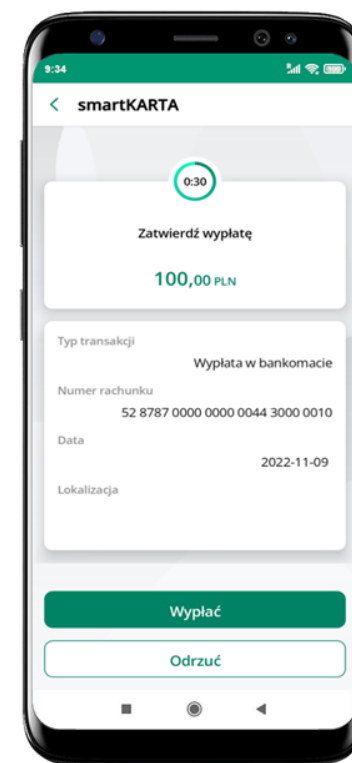 9:34
smartKARTA
0:30
Zatwierdź wypłatę
100,00 PLN
Typ transakcji
Wypłata w bankomacie
Numer rachunku
52 8787 0000 0000 0044 3000 0010
Data
2022-11-09
Lokalizacja
Wypłać
Odrzuć